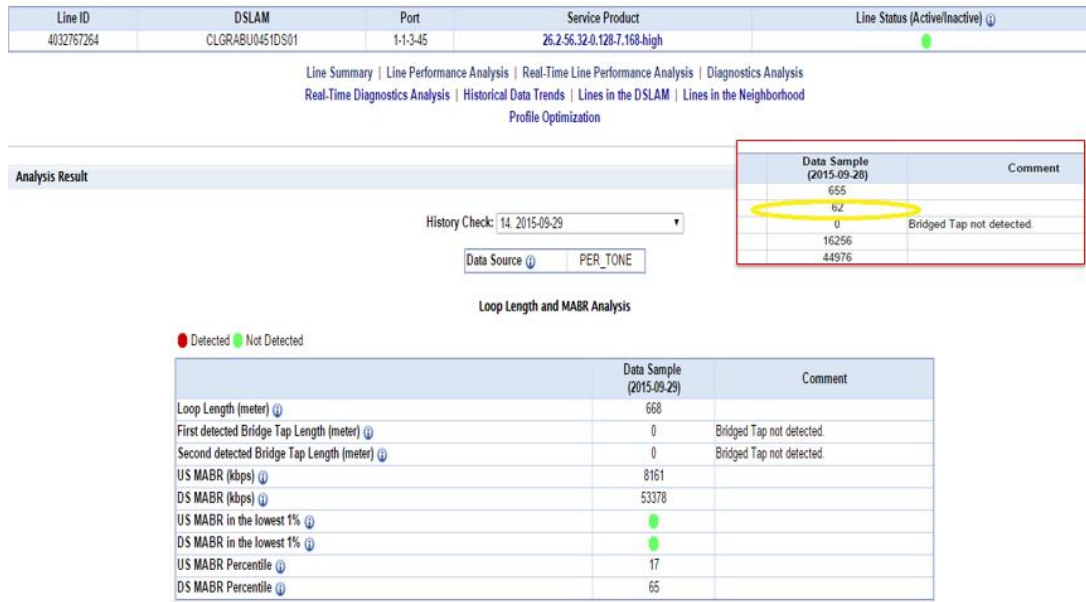 Line ID DSLAM Port Service Product Line Status (Active/Inactive)
4032767264 CLGRABU0451DS01 1-1-3-45 26.2-56.32-0.128-7.168-high
Line Summary | Line Performance Analysis | Real-Time Line Performance Analysis | Diagnostics Analysis
Real-Time Diagnostics Analysis | Historical Data Trends | Lines in the DSLAM | Lines in the Neighborhood
Profile Optimization
Analysis Result
Data Sample
(2015-09-28) Comment
655
62
0 Bridged Tap not detected.
16256
44976
History Check: 14. 2015-09-29
Data Source PER_TONE
Loop Length and MABR Analysis
Detected Not Detected
Data Sample
(2015-09-29) Comment
Loop Length (meter) 668
First detected Bridge Tap Length (meter) 0 Bridged Tap not detected.
Second detected Bridge Tap Length (meter) 0 Bridged Tap not detected.
US MABR (kbps) 8161
DS MABR (kbps) 53378
US MABR in the lowest 1%
DS MABR in the lowest 1%
US MABR Percentile 17
DS MABR Percentile 65